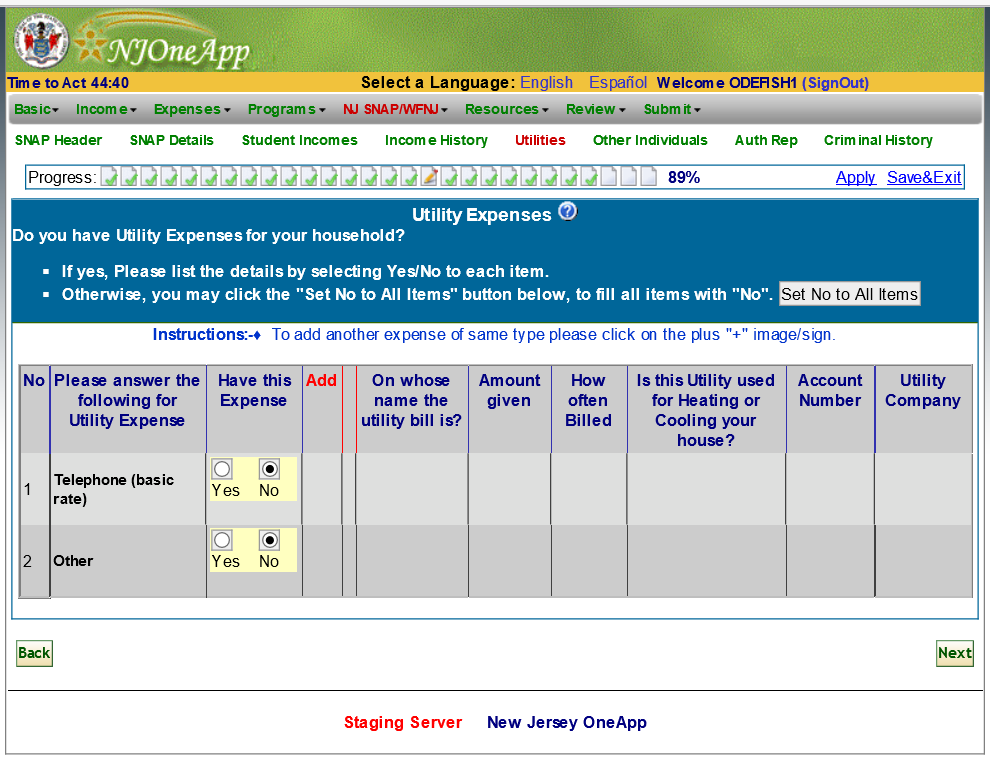 NJOneApp
Time to Act 44:40 Select a Language: English Español Welcome ODEFISH1 (SignOut)
Basic Income Expenses Programs NJ SNAP/WFNJ Resources Review Submit
SNAP Header SNAP Details Student Incomes Income History Utilities Other Individuals Auth Rep Criminal History
Progress: 89% Apply Save&Exit
Utility Expenses ?
Do you have Utility Expenses for your household?
▪ If yes, Please list the details by selecting Yes/No to each item.
▪ Otherwise, you may click the "Set No to All Items" button below, to fill all items with "No". Set No to All Items
Instructions:-♦ To add another expense of same type please click on the plus "+" image/sign.
No Please answer the Have this Add On whose Amount How Is this Utility used Account Utility
following for Expense name the given often for Heating or Number Company
Utility Expense utility bill is? Billed Cooling your
house?
1 Telephone (basic
rate) Yes No
2 Other Yes No
Back Next
Staging Server New Jersey OneApp